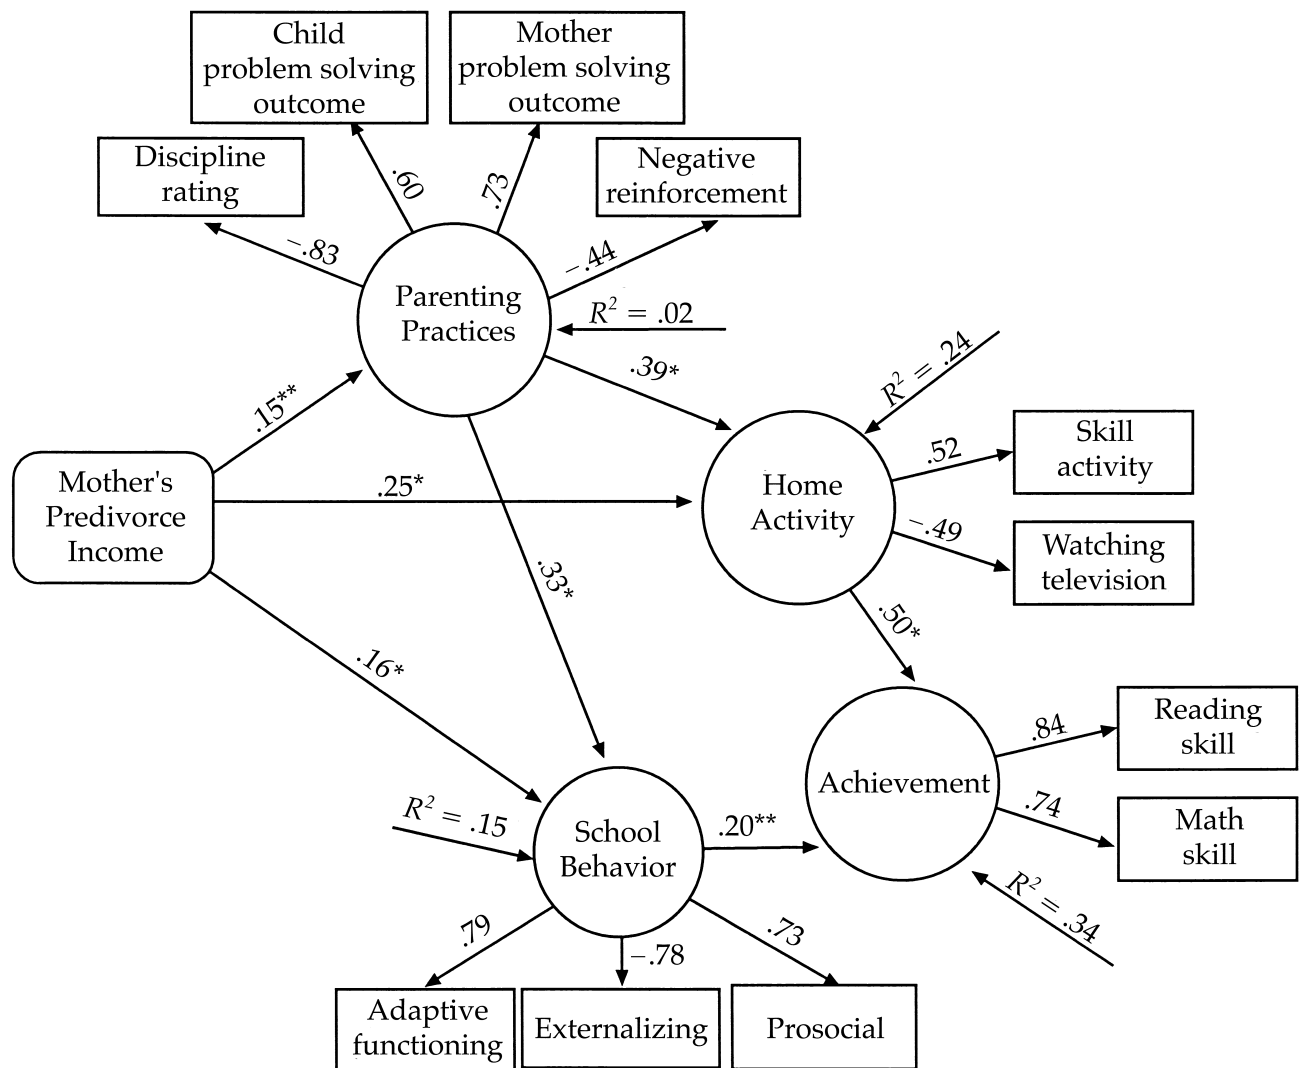 Child
problem solving
outcome
Mother
problem solving
outcome
Discipline
rating
Negative
reinforcement
.60
.73
–.83
–.44
Parenting
Practices
R² = .02
.39*
R² = .24
.15**
Mother's
Predivorce
Income
.25*
Home
Activity
.52
Skill
activity
–.49
Watching
television
.33*
.50*
.16*
Achievement
.84
Reading
skill
.74
Math
skill
R² = .15
School
Behavior
.20**
R² = .34
.79
–.78
.73
Adaptive
functioning
Externalizing
Prosocial